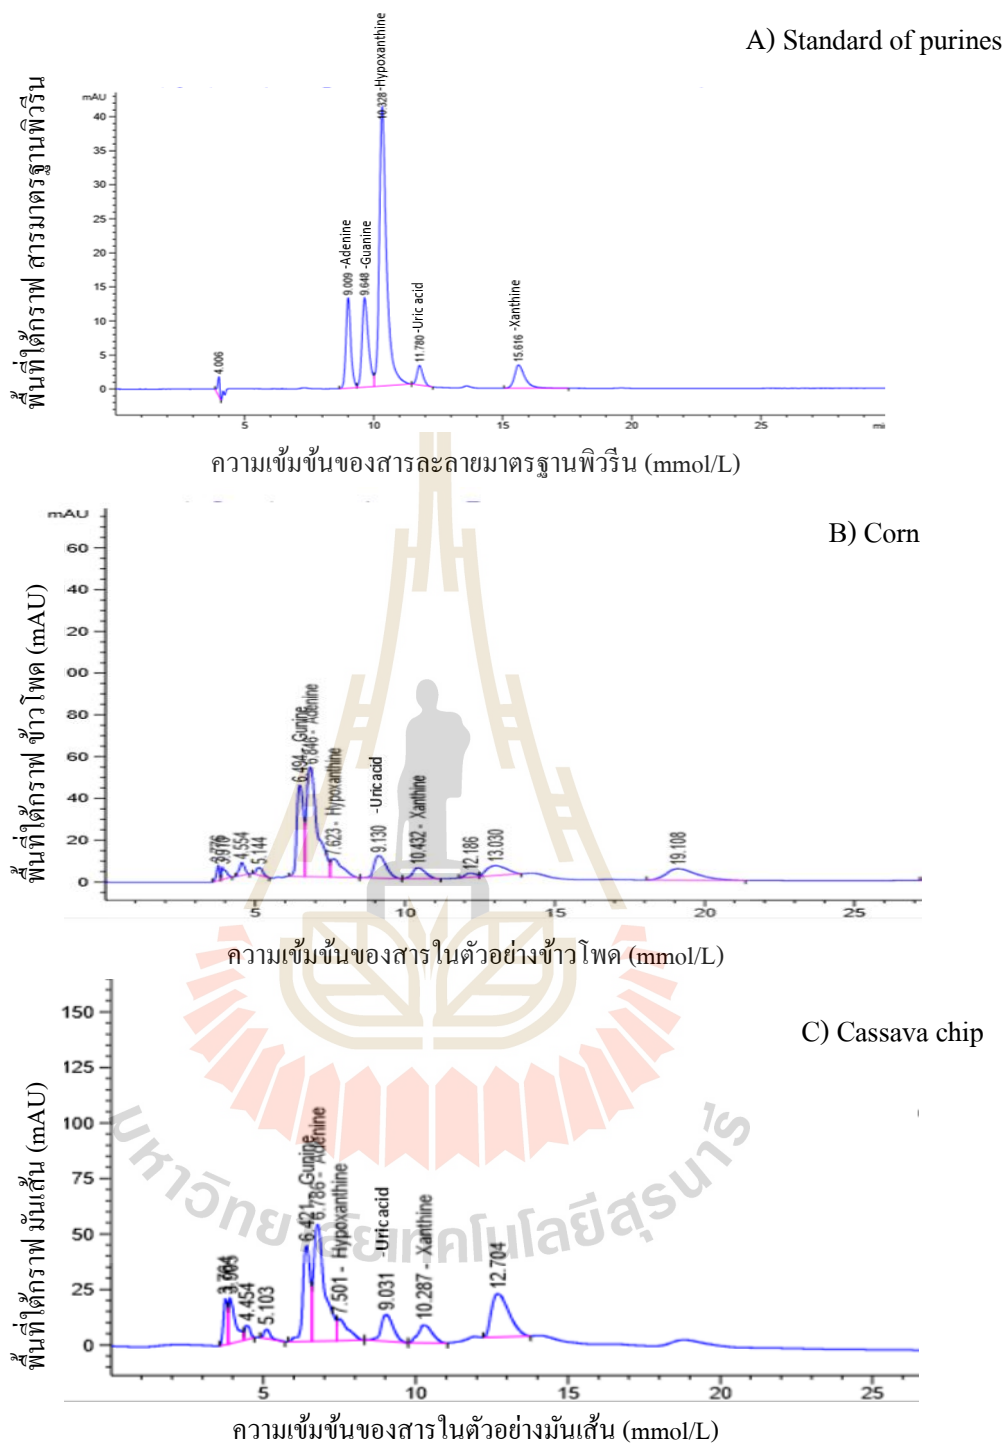 A) Standard of purines
พื้นที่ใต้กราฟ สารมาตรฐานพิวรีน
mAU
40
35
30
25
20
15
10
5
0
4.006
9.009 -Adenine
9.648 -Guanine
10.328 -Hypoxanthine
11.780 -Uric acid
15.616 -Xanthine
5
10
15
20
25
mi
ความเข้มข้นของสารละลายมาตรฐานพิวรีน (mmol/L)
B) Corn
พื้นที่ใต้กราฟ ข้าวโพด (mAU)
mAU
60
40
20
00
80
60
40
20
0
3.776
3.916
4.554
5.144
6.494 - Gunine
6.846 - Adenine
7.623 - Hypoxanthine
9.130 -Uric acid
10.432 - Xanthine
12.186
13.030
19.108
5
10
15
20
25
ความเข้มข้นของสารในตัวอย่างข้าวโพด (mmol/L)
C) Cassava chip
พื้นที่ใต้กราฟ มันเส้น (mAU)
150
125
100
75
50
25
0
4.454
5.103
6.421 - Gunine
6.786 - Adenine
7.501 - Hypoxanthine
9.031 -Uric acid
10.287 - Xanthine
12.704
5
10
15
20
25
ความเข้มข้นของสารในตัวอย่างมันเส้น (mmol/L)
มหาวิทยาลัยเทคโนโลยีสุรนารี